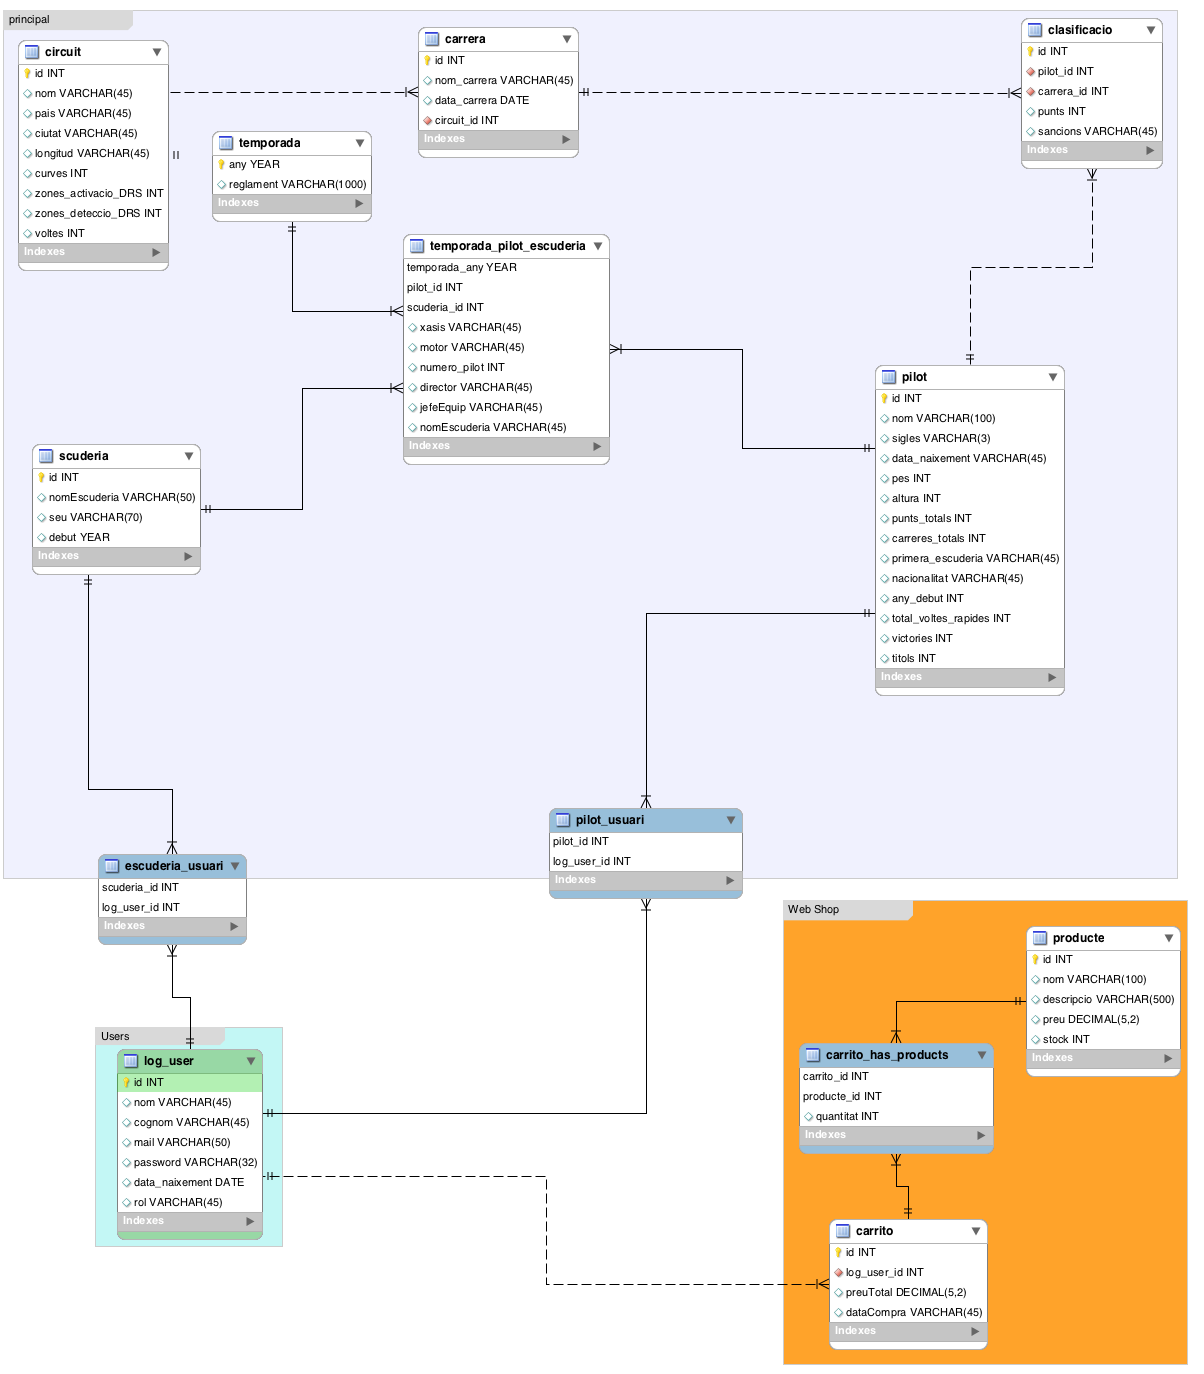 principal
circuit
id INT
nom VARCHAR(45)
pais VARCHAR(45)
ciutat VARCHAR(45)
longitud VARCHAR(45)
curves INT
zones_activacio_DRS INT
zones_deteccio_DRS INT
voltes INT
Indexes
carrera
id INT
nom_carrera VARCHAR(45)
data_carrera DATE
circuit_id INT
Indexes
clasificacio
id INT
pilot_id INT
carrera_id INT
punts INT
sancions VARCHAR(45)
Indexes
temporada
any YEAR
reglament VARCHAR(1000)
Indexes
temporada_pilot_escuderia
temporada_any YEAR
pilot_id INT
scuderia_id INT
xasis VARCHAR(45)
motor VARCHAR(45)
numero_pilot INT
director VARCHAR(45)
jefeEquip VARCHAR(45)
nomEscuderia VARCHAR(45)
Indexes
pilot
id INT
nom VARCHAR(100)
sigles VARCHAR(3)
data_naixement VARCHAR(45)
pes INT
altura INT
punts_totals INT
carreres_totals INT
primera_escuderia VARCHAR(45)
nacionalitat VARCHAR(45)
any_debut INT
total_voltes_rapides INT
victories INT
titols INT
Indexes
scuderia
id INT
nomEscuderia VARCHAR(50)
seu VARCHAR(70)
debut YEAR
Indexes
pilot_usuari
pilot_id INT
log_user_id INT
Indexes
escuderia_usuari
scuderia_id INT
log_user_id INT
Indexes
Web Shop
producte
id INT
nom VARCHAR(100)
descripcio VARCHAR(500)
preu DECIMAL(5,2)
stock INT
Indexes
carrito_has_products
carrito_id INT
producte_id INT
quantitat INT
Indexes
Users
log_user
id INT
nom VARCHAR(45)
cognom VARCHAR(45)
mail VARCHAR(50)
password VARCHAR(32)
data_naixement DATE
rol VARCHAR(45)
Indexes
carrito
id INT
log_user_id INT
preuTotal DECIMAL(5,2)
dataCompra VARCHAR(45)
Indexes